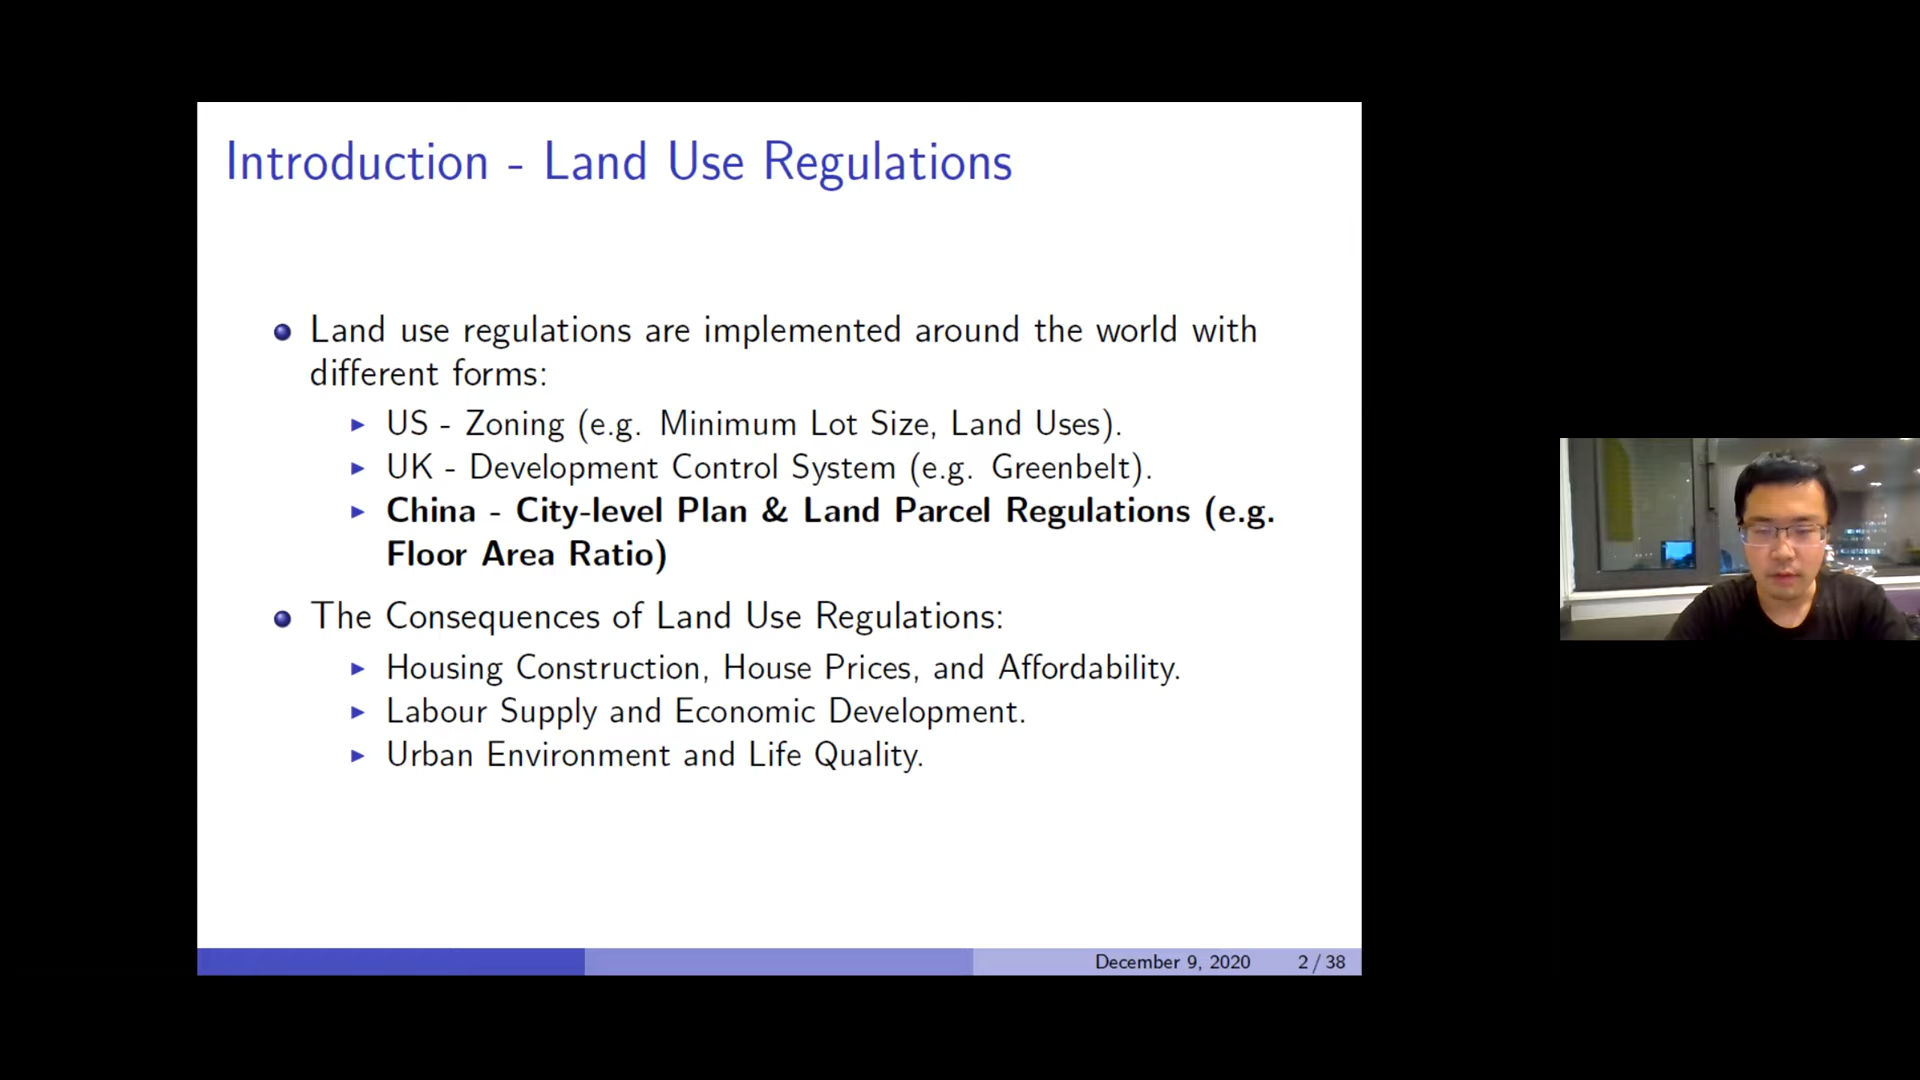 Introduction - Land Use Regulations
Land use regulations are implemented around the world with
different forms:
US - Zoning (e.g. Minimum Lot Size, Land Uses).
UK - Development Control System (e.g. Greenbelt).
China - City-level Plan & Land Parcel Regulations (e.g.
Floor Area Ratio)
The Consequences of Land Use Regulations:
Housing Construction, House Prices, and Affordability.
Labour Supply and Economic Development.
Urban Environment and Life Quality.
December 9, 2020 2 / 38